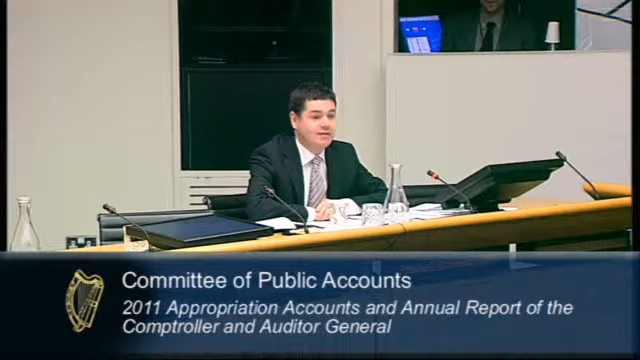 Committee of Public Accounts
2011 Appropriation Accounts and Annual Report of the
Comptroller and Auditor General